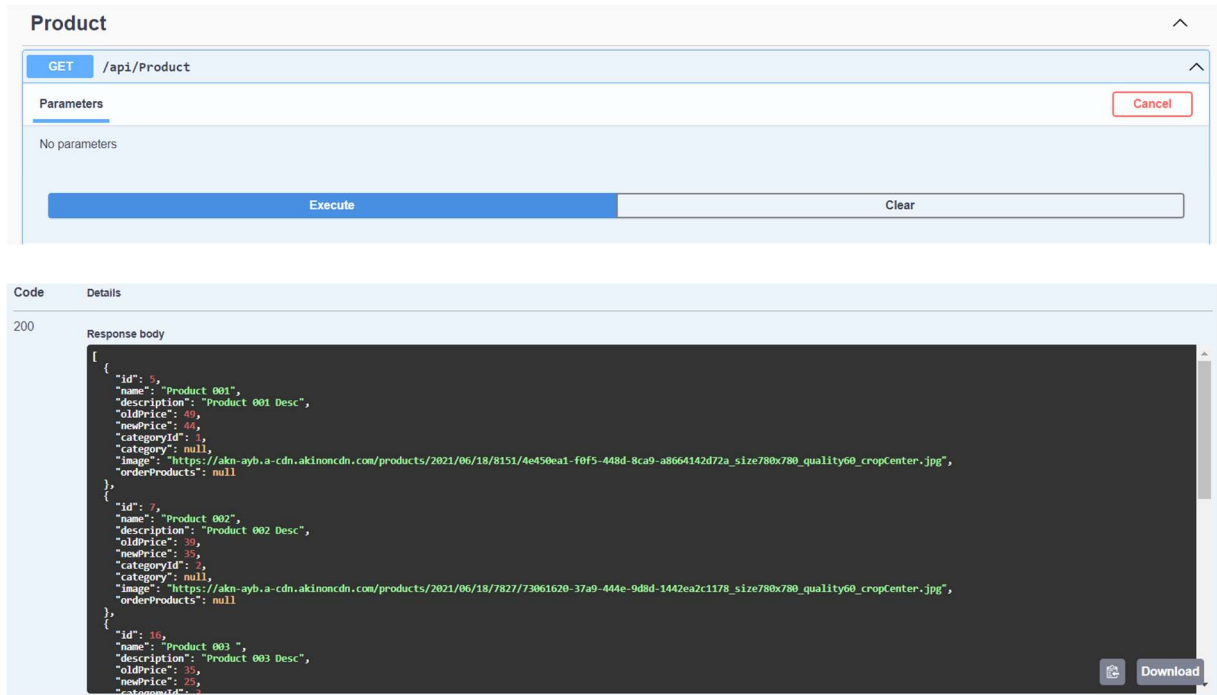 Product
GET /api/Product
Parameters
Cancel
No parameters
Execute
Clear
Code Details
200
Response body
[
{
"id": 5,
"name": "Product 001",
"description": "Product 001 Desc",
"oldPrice": 49,
"newPrice": 44,
"categoryId": 1,
"category": null,
"image": "https://akn-ayb.a-cdn.akinoncdn.com/products/2021/06/18/8151/4e450ea1-f0f5-448d-8ca9-a8664142d72a_size780x780_quality60_cropCenter.jpg",
"orderProducts": null
},
{
"id": 7,
"name": "Product 002",
"description": "Product 002 Desc",
"oldPrice": 39,
"newPrice": 35,
"categoryId": 2,
"category": null,
"image": "https://akn-ayb.a-cdn.akinoncdn.com/products/2021/06/18/7827/73061620-37a9-444e-9d8d-1442ea2c1178_size780x780_quality60_cropCenter.jpg",
"orderProducts": null
},
{
"id": 16,
"name": "Product 003 ",
"description": "Product 003 Desc",
"oldPrice": 35,
"newPrice": 25,
"categoryId":
Download